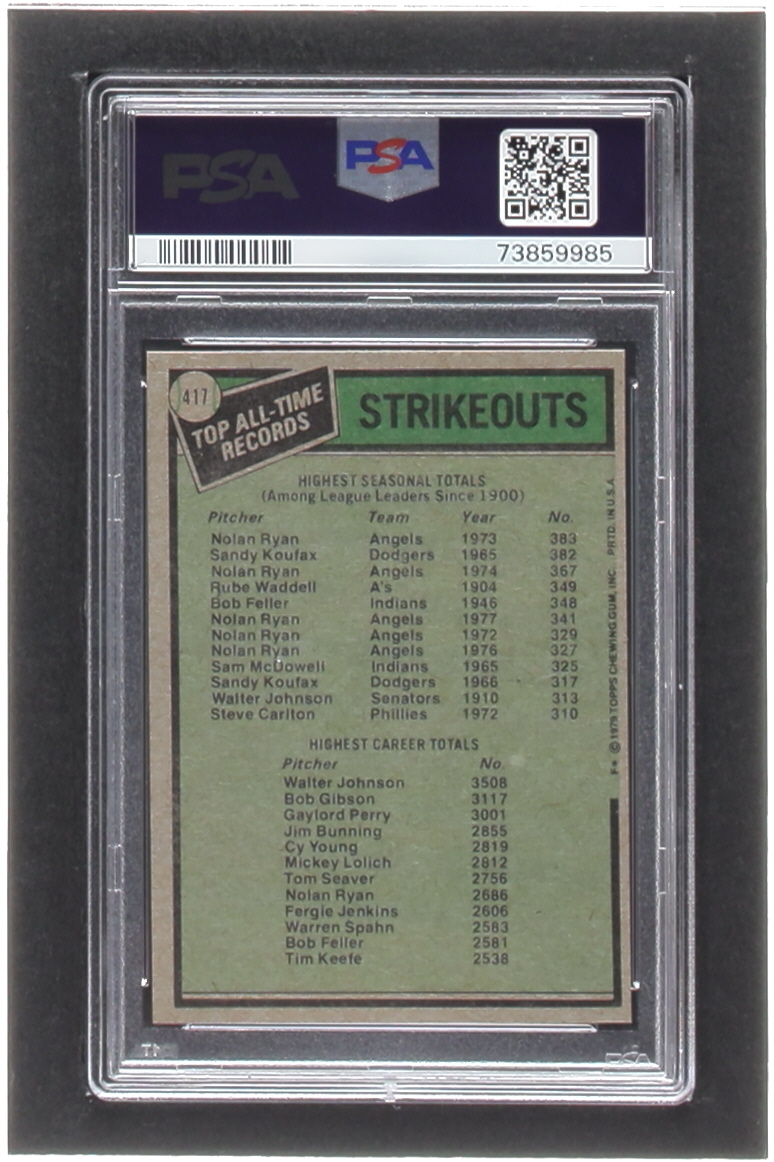 PSA PSA
73859985
417
TOP ALL-TIME
RECORDS
STRIKEOUTS
HIGHEST SEASONAL TOTALS
(Among League Leaders Since 1900)
Pitcher Team Year No.
Nolan Ryan Angels 1973 383
Sandy Koufax Dodgers 1965 382
Nolan Ryan Angels 1974 367
Rube Waddell A's 1904 349
Bob Feller Indians 1946 348
Nolan Ryan Angels 1977 341
Nolan Ryan Angels 1972 329
Nolan Ryan Angels 1976 327
Sam McDowell Indians 1965 325
Sandy Koufax Dodgers 1966 317
Walter Johnson Senators 1910 313
Steve Carlton Phillies 1972 310
HIGHEST CAREER TOTALS
Pitcher No.
Walter Johnson 3508
Bob Gibson 3117
Gaylord Perry 3001
Jim Bunning 2855
Cy Young 2819
Mickey Lolich 2812
Tom Seaver 2756
Nolan Ryan 2686
Fergie Jenkins 2606
Warren Spahn 2583
Bob Feller 2581
Tim Keefe 2538
© 1979 TOPPS CHEWING GUM, INC. PRTD. IN U.S.A.
PSA